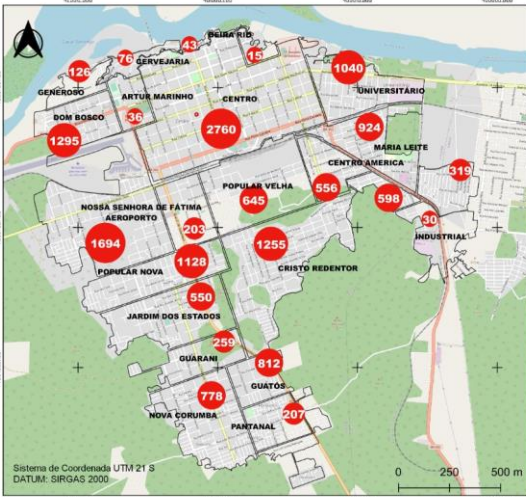 BEIRA RIO
43
15
76
CERVEJARIA
126
GENEROSO
1040
UNIVERSITÁRIO
ARTUR MARINHO
CENTRO
DOM BOSCO
36
1295
2760
924
MARIA LEITE
CENTRO AMERICA
319
POPULAR VELHA
556
645
598
NOSSA SENHORA DE FÁTIMA
AEROPORTO
30
203
INDUSTRIAL
1694
1255
1128
CRISTO REDENTOR
POPULAR NOVA
550
JARDIM DOS ESTADOS
259
GUARANI
812
GUATÓS
778
207
NOVA CORUMBA
PANTANAL
Sistema de Coordenada UTM 21 S
DATUM: SIRGAS 2000
0 250 500 m